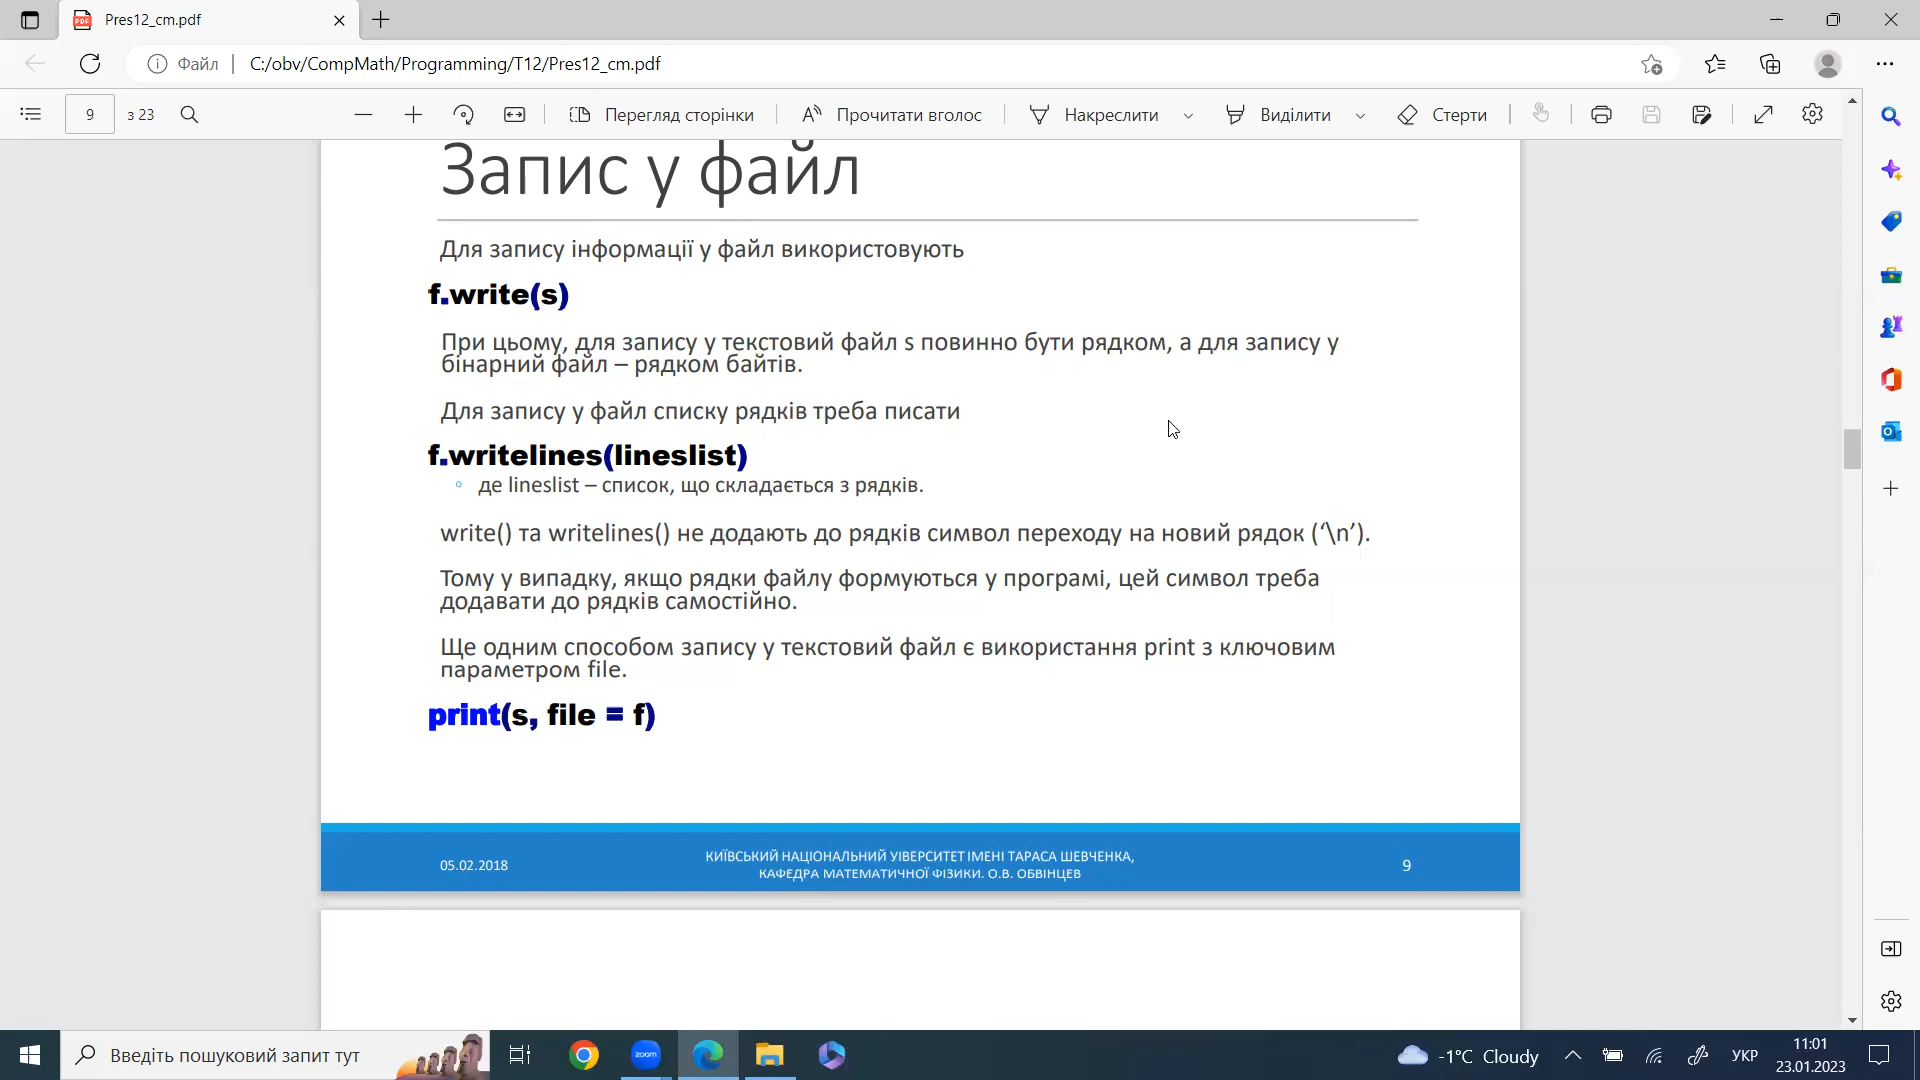 Pres12_cm.pdf
Файл
C:/obv/CompMath/Programming/T12/Pres12_cm.pdf
9
з 23
Перегляд сторінки
Прочитати вголос
Накреслити
Виділити
Стерти
Запис у файл
Для запису інформації у файл використовують
f.write(s)
При цьому, для запису у текстовий файл s повинно бути рядком, а для запису у
бінарний файл – рядком байтів.
Для запису у файл списку рядків треба писати
f.writelines(lineslist)
де lineslist – список, що складається з рядків.
write() та writelines() не додають до рядків символ переходу на новий рядок (‘\n’).
Тому у випадку, якщо рядки файлу формуються у програмі, цей символ треба
додавати до рядків самостійно.
Ще одним способом запису у текстовий файл є використання print з ключовим
параметром file.
print(s, file = f)
05.02.2018
КИЇВСЬКИЙ НАЦІОНАЛЬНИЙ УІВЕРСИТЕТ ІМЕНІ ТАРАСА ШЕВЧЕНКА,
КАФЕДРА МАТЕМАТИЧНОЇ ФІЗИКИ. О.В. ОБВІНЦЕВ
9
Введіть пошуковий запит тут
zoom
-1°C Cloudy
УКР
11:01
23.01.2023